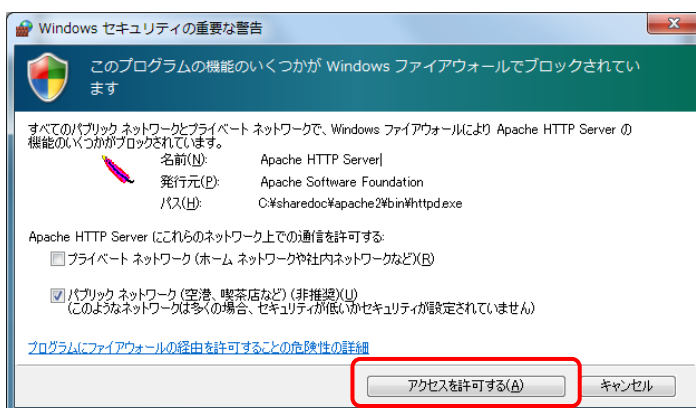 Windows セキュリティの重要な警告
このプログラムの機能のいくつかが Windows ファイアウォールでブロックされてい
ます
すべてのパブリック ネットワークとプライベート ネットワークで、Windows ファイアウォールにより Apache HTTP Server の
機能のいくつかがブロックされています。
名前(N): Apache HTTP Server
発行元(P): Apache Software Foundation
パス(H): C:¥sharedoc¥apache2¥bin¥httpd.exe
Apache HTTP Server にこれらのネットワーク上での通信を許可する:
プライベート ネットワーク (ホーム ネットワークや社内ネットワークなど)(R)
パブリック ネットワーク (空港、喫茶店など) (非推奨)(U)
(このようなネットワークは多くの場合、セキュリティが低いかセキュリティが設定されていません)
プログラムにファイアウォールの経由を許可することの危険性の詳細
アクセスを許可する(A) キャンセル